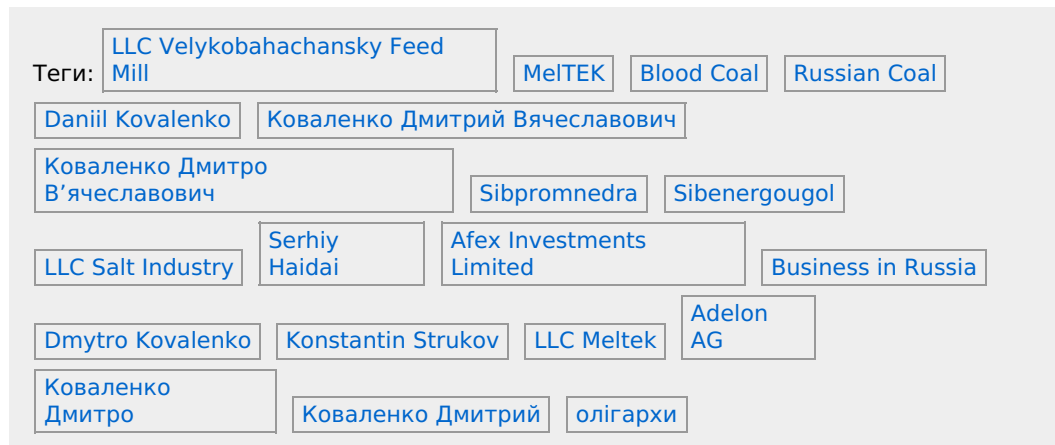 Теги: LLC Velykobahachansky Feed
Mill MelTEK Blood Coal Russian Coal
Daniil Kovalenko Коваленко Дмитрий Вячеславович
Коваленко Дмитро
В’ячеславович Sibpromnedra Sibenergougol
LLC Salt Industry Serhiy
Haidai Afex Investments
Limited Business in Russia
Dmytro Kovalenko Konstantin Strukov LLC Meltek Adelon
AG
Коваленко
Дмитро Коваленко Дмитрий олігархи